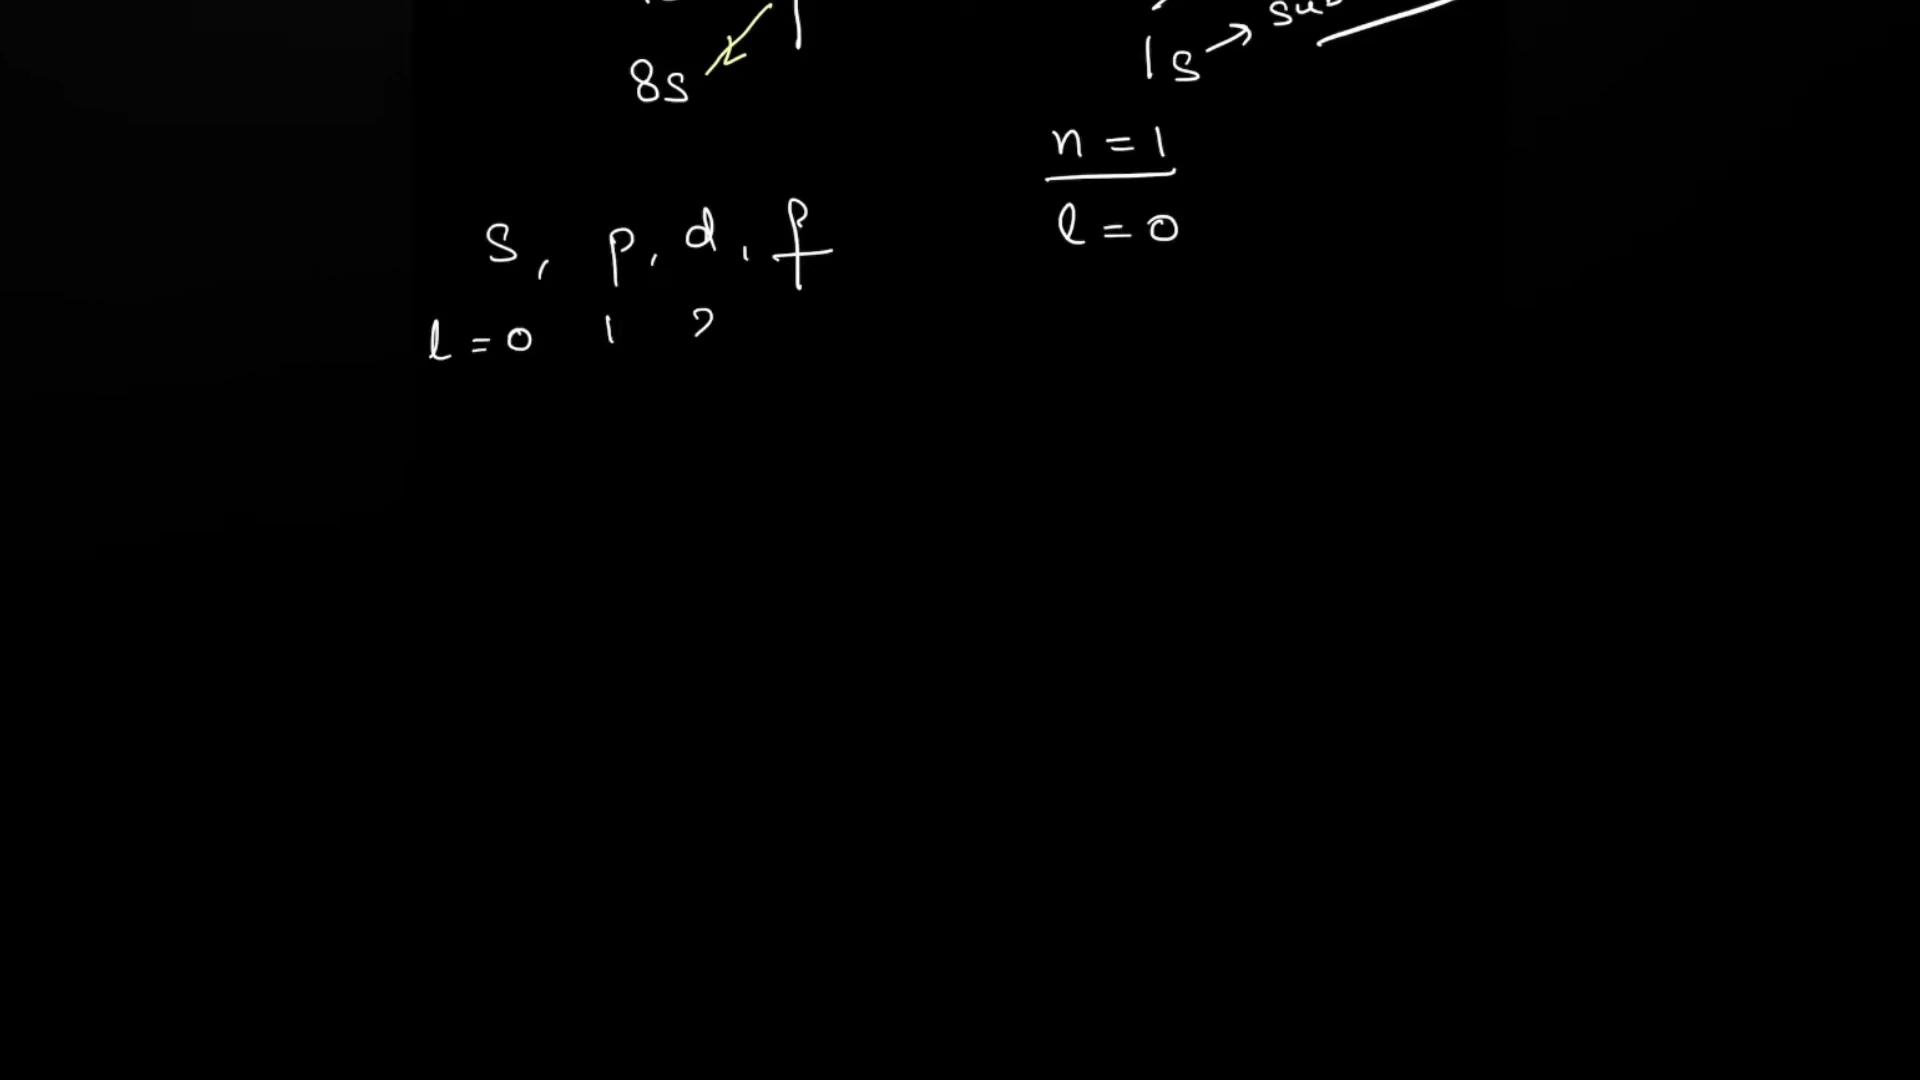 8s
1s →
n = 1
l = 0
s, p, d, f
l = 0 1 2